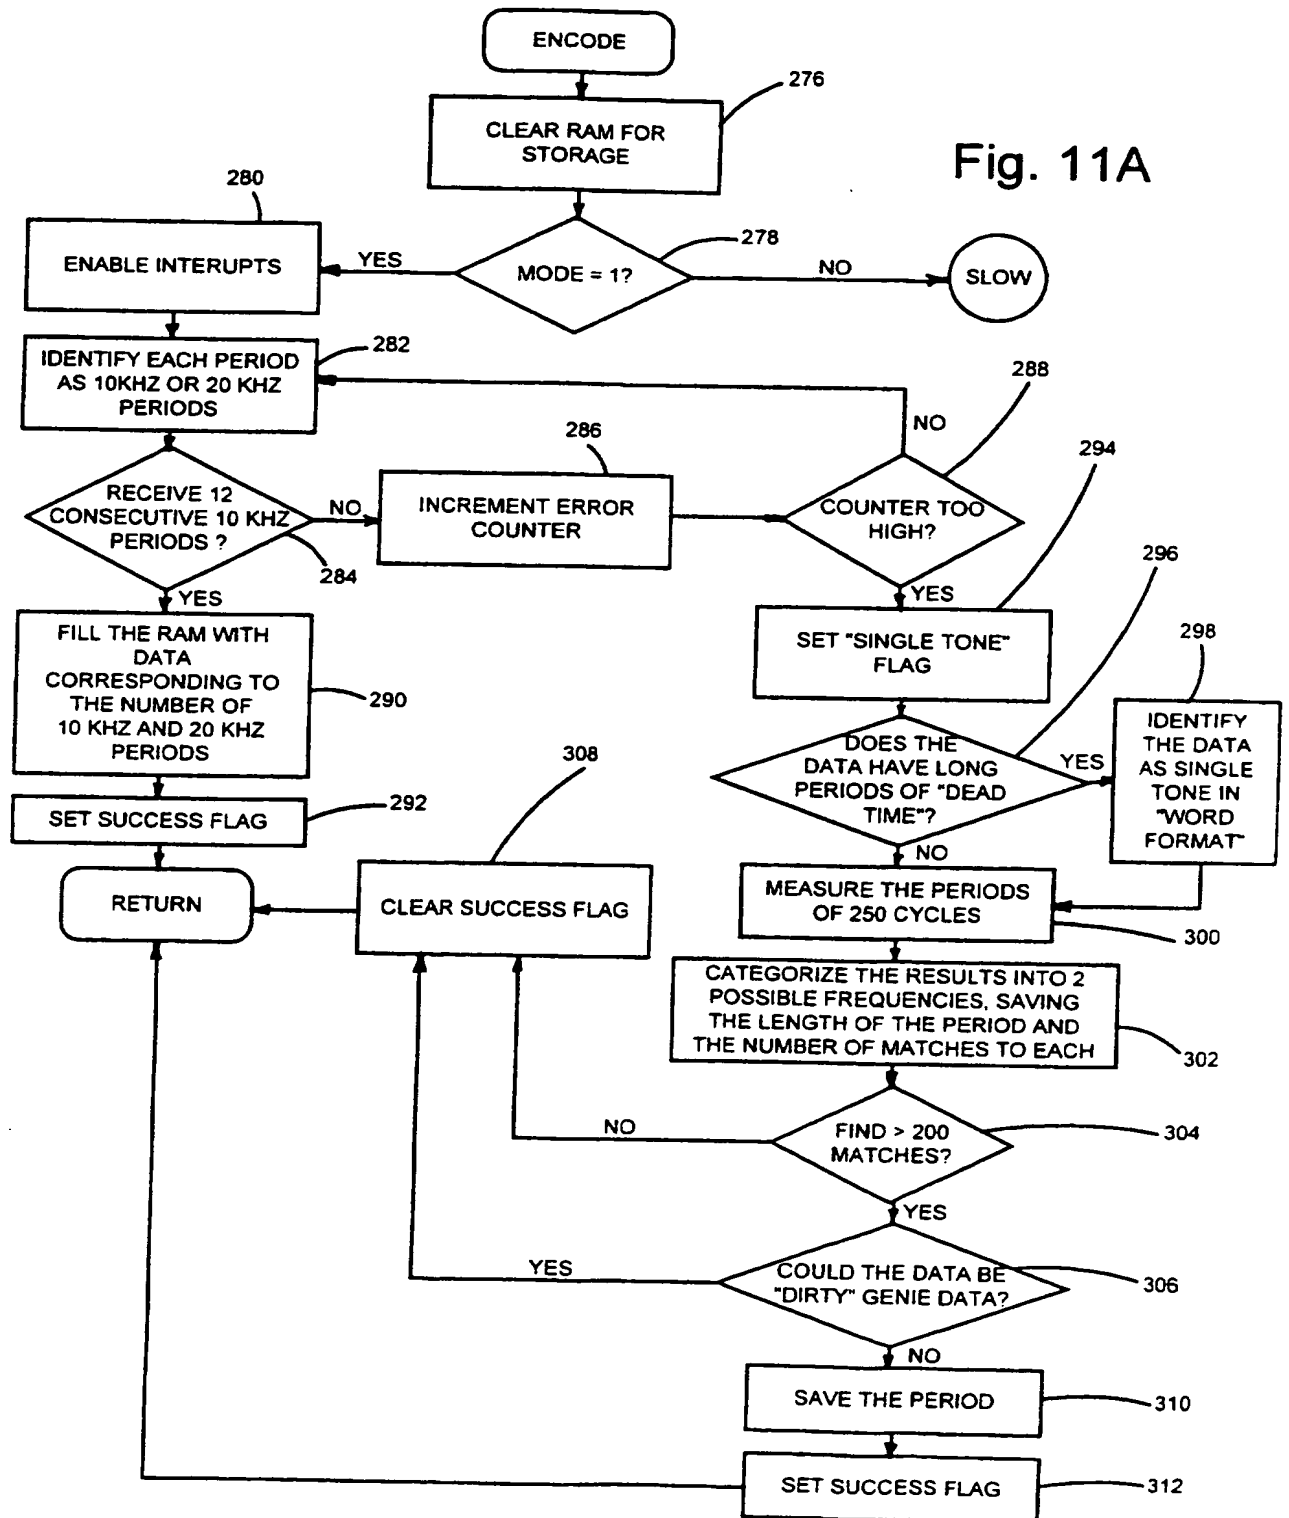 ENCODE
276
CLEAR RAM FOR
STORAGE
Fig. 11A
280
278
ENABLE INTERUPTS
YES
MODE = 1?
NO
SLOW
282
IDENTIFY EACH PERIOD
AS 10KHZ OR 20 KHZ
PERIODS
288
NO
286
294
RECEIVE 12
CONSECUTIVE 10 KHZ
PERIODS ?
NO
INCREMENT ERROR
COUNTER
COUNTER TOO
HIGH?
284
296
YES
YES
FILL THE RAM WITH
DATA
CORRESPONDING TO
THE NUMBER OF
10 KHZ AND 20 KHZ
PERIODS
290
SET "SINGLE TONE"
FLAG
298
IDENTIFY
THE DATA
AS SINGLE
TONE IN
"WORD
FORMAT"
308
DOES THE
DATA HAVE LONG
PERIODS OF "DEAD
TIME"?
YES
292
SET SUCCESS FLAG
NO
RETURN
CLEAR SUCCESS FLAG
MEASURE THE PERIODS
OF 250 CYCLES
300
CATEGORIZE THE RESULTS INTO 2
POSSIBLE FREQUENCIES, SAVING
THE LENGTH OF THE PERIOD AND
THE NUMBER OF MATCHES TO EACH
302
NO
FIND > 200
MATCHES?
304
YES
YES
COULD THE DATA BE
"DIRTY" GENIE DATA?
306
NO
SAVE THE PERIOD
310
SET SUCCESS FLAG
312